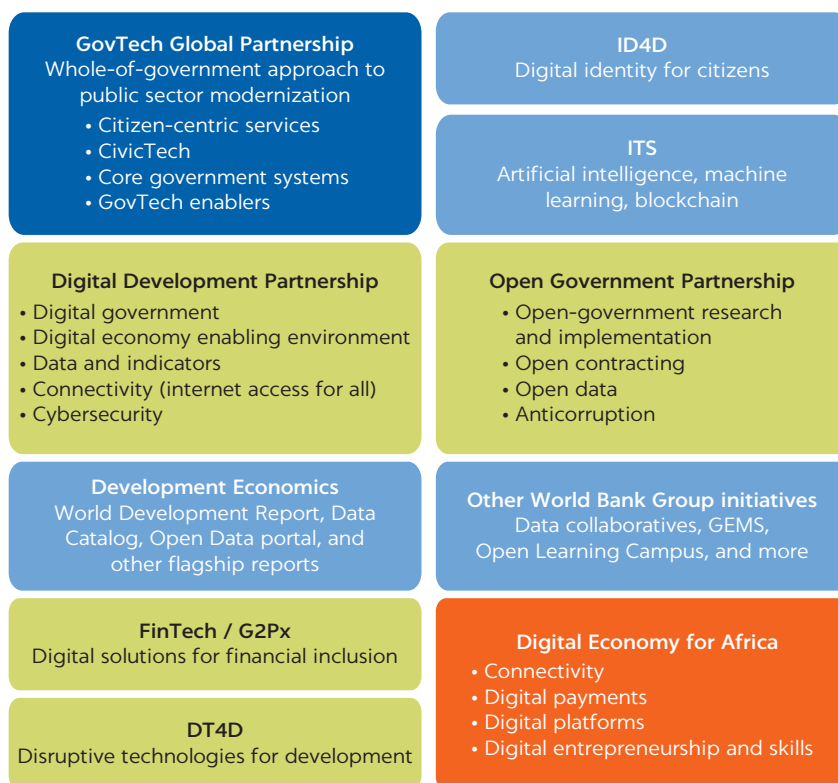 GovTech Global Partnership
Whole-of-government approach to
public sector modernization
• Citizen-centric services
• CivicTech
• Core government systems
• GovTech enablers
ID4D
Digital identity for citizens
ITS
Artificial intelligence, machine
learning, blockchain
Digital Development Partnership
• Digital government
• Digital economy enabling environment
• Data and indicators
• Connectivity (internet access for all)
• Cybersecurity
Open Government Partnership
• Open-government research
and implementation
• Open contracting
• Open data
• Anticorruption
Development Economics
World Development Report, Data
Catalog, Open Data portal, and
other flagship reports
Other World Bank Group initiatives
Data collaboratives, GEMS,
Open Learning Campus, and more
FinTech / G2Px
Digital solutions for financial inclusion
DT4D
Disruptive technologies for development
Digital Economy for Africa
• Connectivity
• Digital payments
• Digital platforms
• Digital entrepreneurship and skills